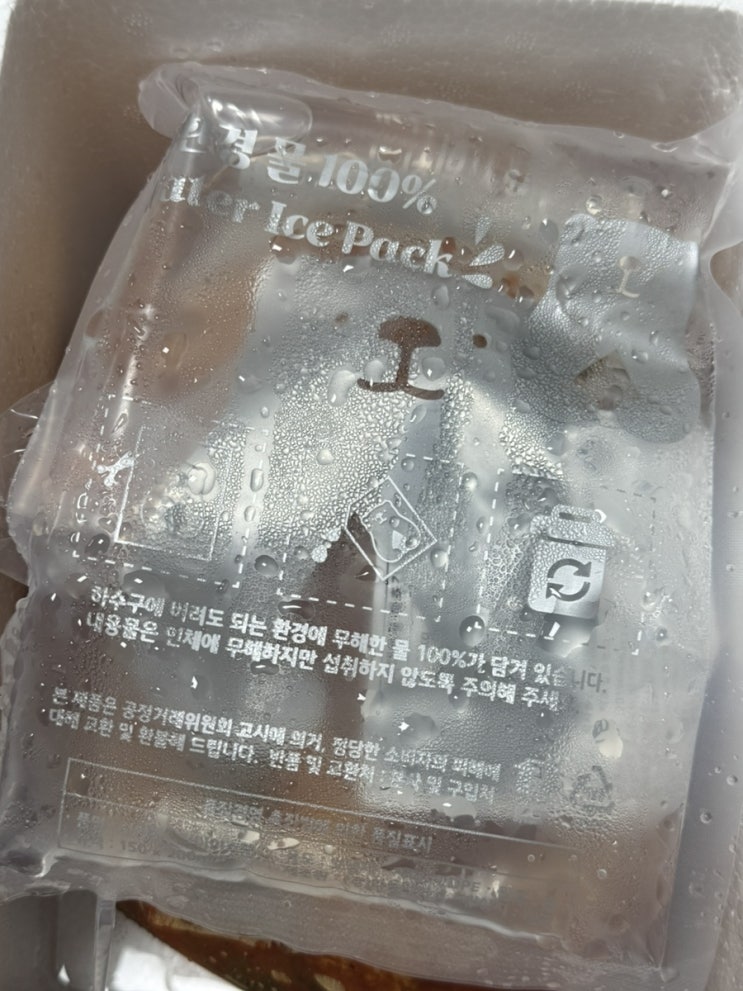 경 물 100%
ater Ice Pack
하수구에 버려도 되는 환경에 무해한 물 100%가 담겨 있습니다.
내용물은 인체에 무해하지만 섭취하지 않도록 주의해 주세
본 제품은 공정거래위원회 고시에 의거, 정당한 소비자의 피해에
대해 교환 및 환불해 드립니다. 반품 및 교환처 : 본사 및 구입처
품질표시